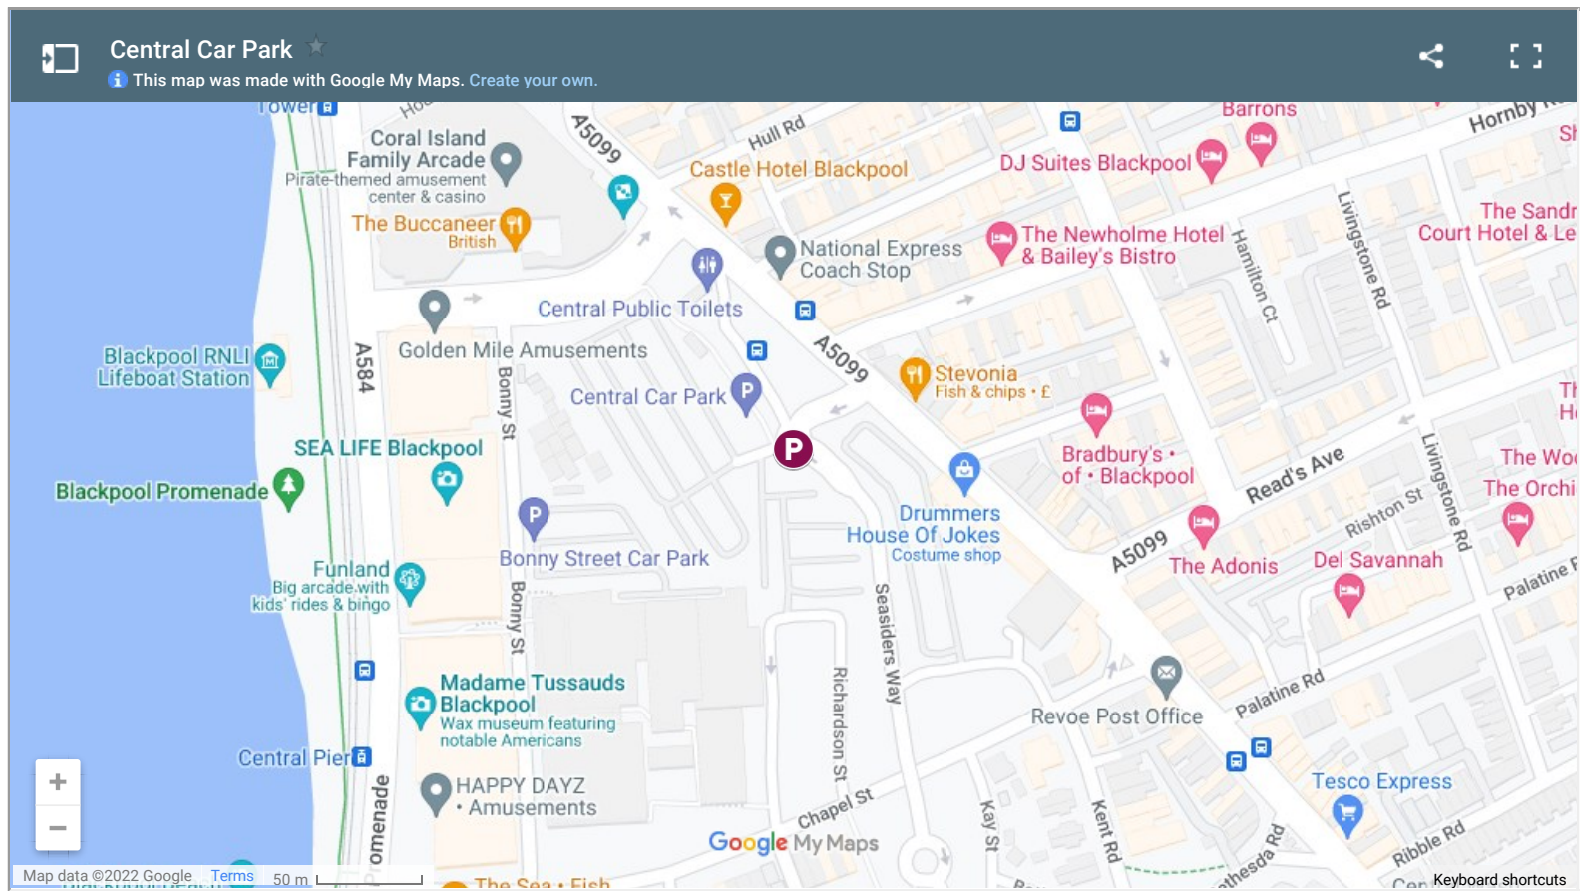 Central Car Park
This map was made with Google My Maps. Create your own.
Tower
Coral Island
Family Arcade
Pirate-themed amusement
center & casino
The Buccaneer
British
A5099
Hull Rd
Castle Hotel Blackpool
National Express
Coach Stop
DJ Suites Blackpool
Barrons
Hornby
The Newholme Hotel
& Bailey's Bistro
Hamilton Ct
Livingstone Rd
The Sandr
Court Hotel & Le
Central Public Toilets
Golden Mile Amusements
A584
Bonny St
Blackpool RNLI
Lifeboat Station
Central Car Park
P
P
A5099
Stevonia
Fish & chips • £
Bradbury's •
of • Blackpool
SEA LIFE Blackpool
Blackpool Promenade
P
Bonny Street Car Park
Drummers
House Of Jokes
Costume shop
Read's Ave
A5099
Rishton St
Livingstone Rd
The Adonis
Del Savannah
The Woo
The Orchi
Palatine
Funland
Big arcade with
kids' rides & bingo
Bonny St
Seasiders Way
Richardson St
Madame Tussauds
Blackpool
Wax museum featuring
notable Americans
Central Pier
HAPPY DAYZ
• Amusements
Promenade
Revoe Post Office
Palatine Rd
Chapel St
Kay St
Kent Rd
Tesco Express
Ribble Rd
thesda Rd
Google My Maps
The Sea • Fish
+
−
Map data ©2022 Google
Terms
50 m
Keyboard shortcuts